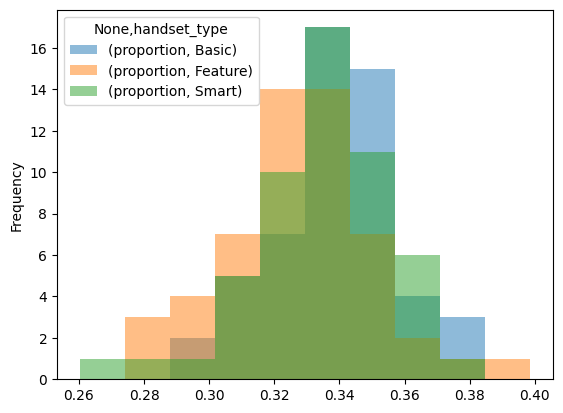 None,handset_type
(proportion, Basic)
(proportion, Feature)
(proportion, Smart)
16
14
12
10
8
6
4
2
0
Frequency
0.26 0.28 0.30 0.32 0.34 0.36 0.38 0.40